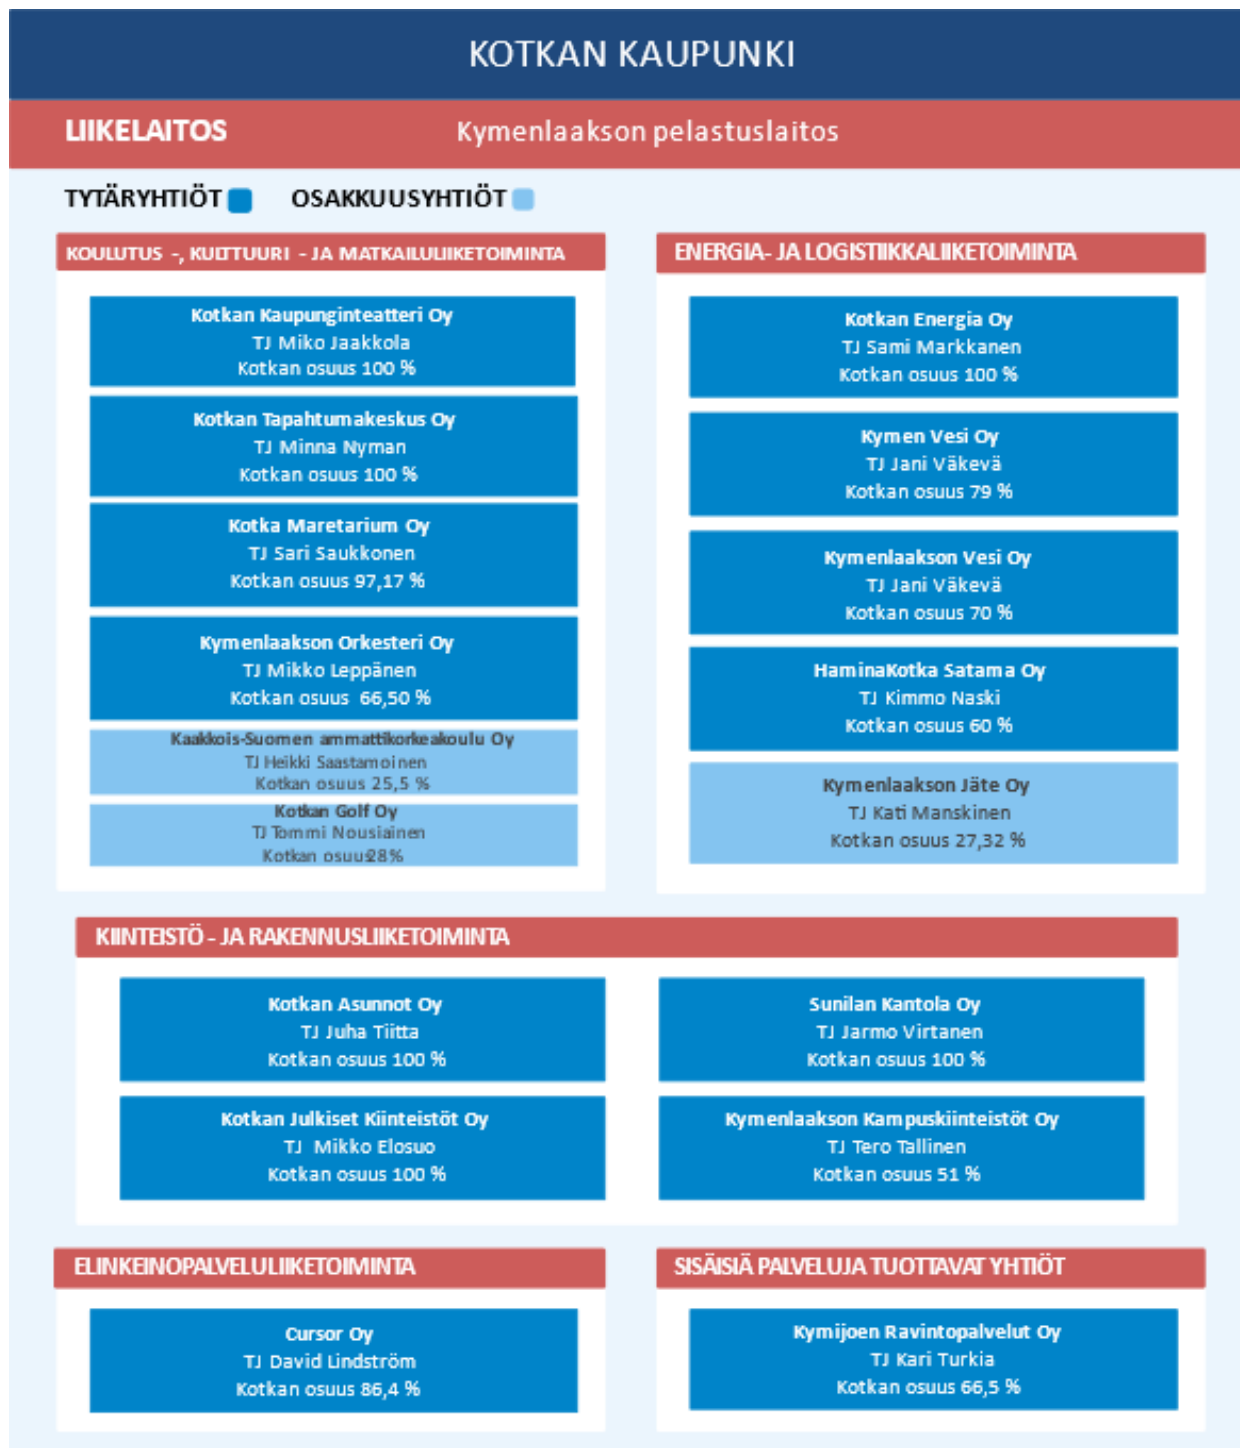 KOTKAN KAUPUNKI
LIIKELAITOS Kymenlaakson pelastuslaitos
TYTÄRYHTIÖT OSAKKUUSYHTIÖT
KOULUTUS -, KULTTUURI - JA MATKAILULIIKETOIMINTA
Kotkan Kaupunginteatteri Oy
TJ Miko Jaakkola
Kotkan osuus 100 %
Kotkan Tapahtumakeskus Oy
TJ Minna Nyman
Kotkan osuus 100 %
Kotka Maretarium Oy
TJ Sari Saukkonen
Kotkan osuus 97,17 %
Kymenlaakson Orkesteri Oy
TJ Mikko Leppänen
Kotkan osuus 66,50 %
Kaakkois-Suomen ammattikorkeakoulu Oy
TJ Heikki Saastamoinen
Kotkan osuus 25,5 %
Kotkan Golf Oy
TJ Tommi Nousiainen
Kotkan osuus28%
ENERGIA- JA LOGISTIIKKALIIKETOIMINTA
Kotkan Energia Oy
TJ Sami Markkanen
Kotkan osuus 100 %
Kymen Vesi Oy
TJ Jani Väkevä
Kotkan osuus 79 %
Kymenlaakson Vesi Oy
TJ Jani Väkevä
Kotkan osuus 70 %
HaminaKotka Satama Oy
TJ Kimmo Naski
Kotkan osuus 60 %
Kymenlaakson Jäte Oy
TJ Kati Manskinen
Kotkan osuus 27,32 %
KIINTEISTÖ - JA RAKENNUSLIIKETOIMINTA
Kotkan Asunnot Oy
TJ Juha Tiitta
Kotkan osuus 100 %
Sunilan Kantola Oy
TJ Jarmo Virtanen
Kotkan osuus 100 %
Kotkan Julkiset Kiinteistöt Oy
TJ Mikko Elosuo
Kotkan osuus 100 %
Kymenlaakson Kampuskiinteistöt Oy
TJ Tero Tallinen
Kotkan osuus 51 %
ELINKEINOPALVELULIIKETOIMINTA
Cursor Oy
TJ David Lindström
Kotkan osuus 86,4 %
SISÄISIÄ PALVELUJA TUOTTAVAT YHTIÖT
Kymijoen Ravintopalvelut Oy
TJ Kari Turkia
Kotkan osuus 66,5 %